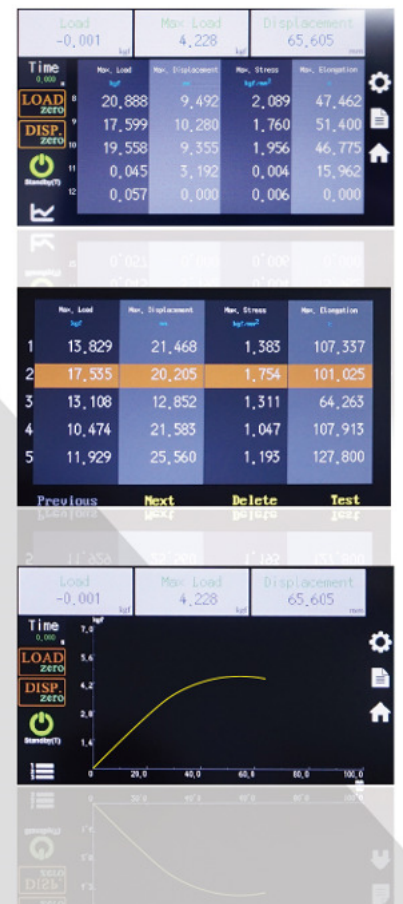 Load Max Load Displacement
-0,001 kgf 4,228 kgf 65,605 mm
Time
0,000 s
LOAD zero
DISP. zero
Standby(T)
Max, Load Max, Displacement Max, Stress Max, Elongation
kgf kgf/mm²
8 20,888 9,492 2,089 47,462
9 17,599 10,280 1,760 51,400
10 19,558 9,355 1,956 46,775
11 0,045 3,192 0,004 15,962
12 0,057 0,000 0,006 0,000
Max, Load Max, Displacement Max, Stress Max, Elongation
kgf kgf/mm²
1 13,829 21,468 1,383 107,337
2 17,535 20,205 1,754 101,025
3 13,108 12,852 1,311 64,263
4 10,474 21,583 1,047 107,913
5 11,929 25,560 1,193 127,800
Previous Next Delete Test
Load Max Load Displacement
-0,001 kgf 4,228 kgf 65,605 mm
Time
0,000 s
LOAD zero
DISP. zero
Standby(T)
kgf
7,0
5,6
4,2
2,8
1,4
0 20,0 40,0 60,0 80,0 100,0